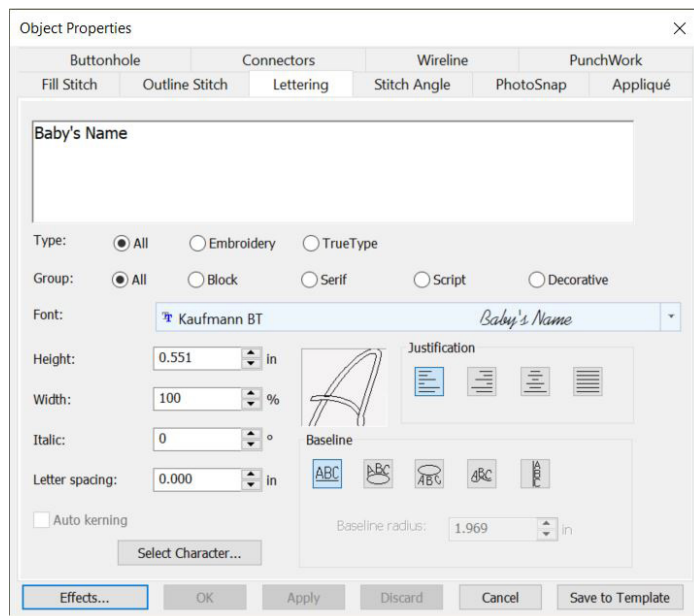 Object Properties
Buttonhole Connectors Wireline PunchWork
Fill Stitch Outline Stitch Lettering Stitch Angle PhotoSnap Appliqué
Baby's Name
Type: All Embroidery TrueType
Group: All Block Serif Script Decorative
Font: Kaufmann BT Baby's Name
Height: 0.551 in
Justification
Width: 100 %
Italic: 0 °
Baseline
Letter spacing: 0.000 in
ABC ABC ABC ABC ABC
Auto kerning
Baseline radius: 1.969 in
Select Character...
Effects... OK Apply Discard Cancel Save to Template